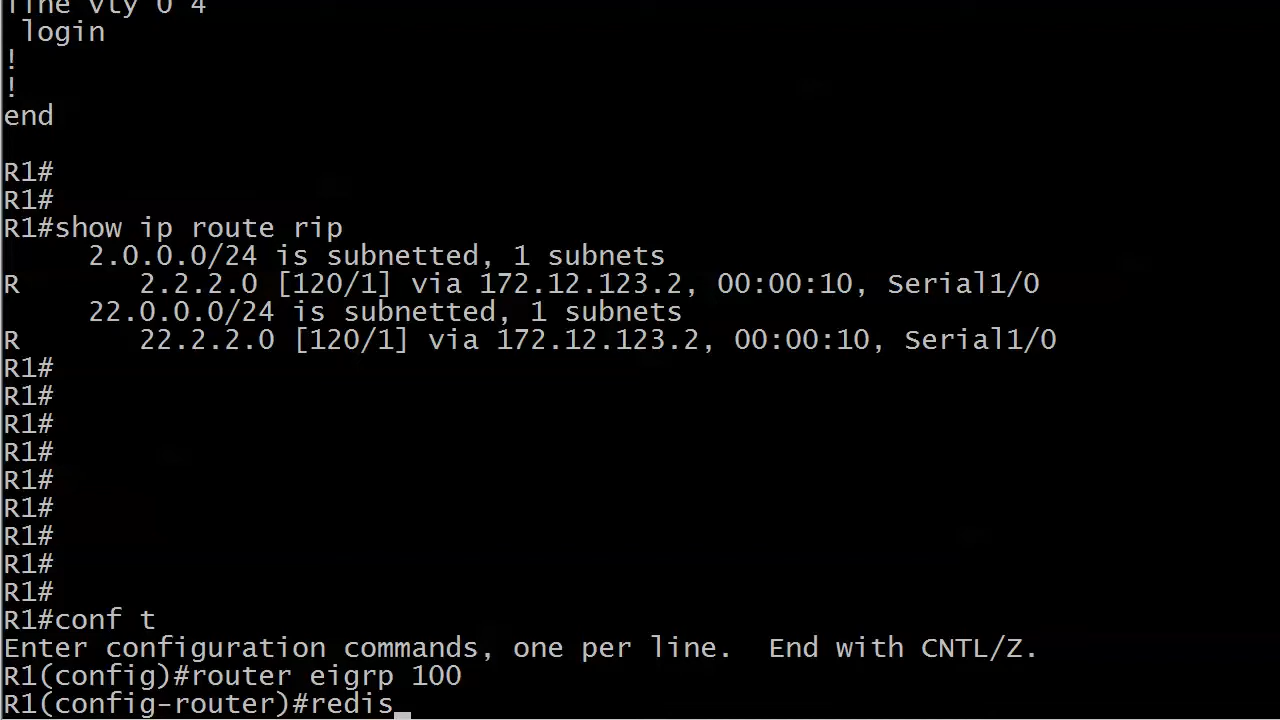 line vty 0 4
 login
!
!
end

R1#
R1#
R1#show ip route rip
     2.0.0.0/24 is subnetted, 1 subnets
R       2.2.2.0 [120/1] via 172.12.123.2, 00:00:10, Serial1/0
     22.0.0.0/24 is subnetted, 1 subnets
R       22.2.2.0 [120/1] via 172.12.123.2, 00:00:10, Serial1/0
R1#
R1#
R1#
R1#
R1#
R1#
R1#
R1#
R1#
R1#conf t
Enter configuration commands, one per line.  End with CNTL/Z.
R1(config)#router eigrp 100
R1(config-router)#redis